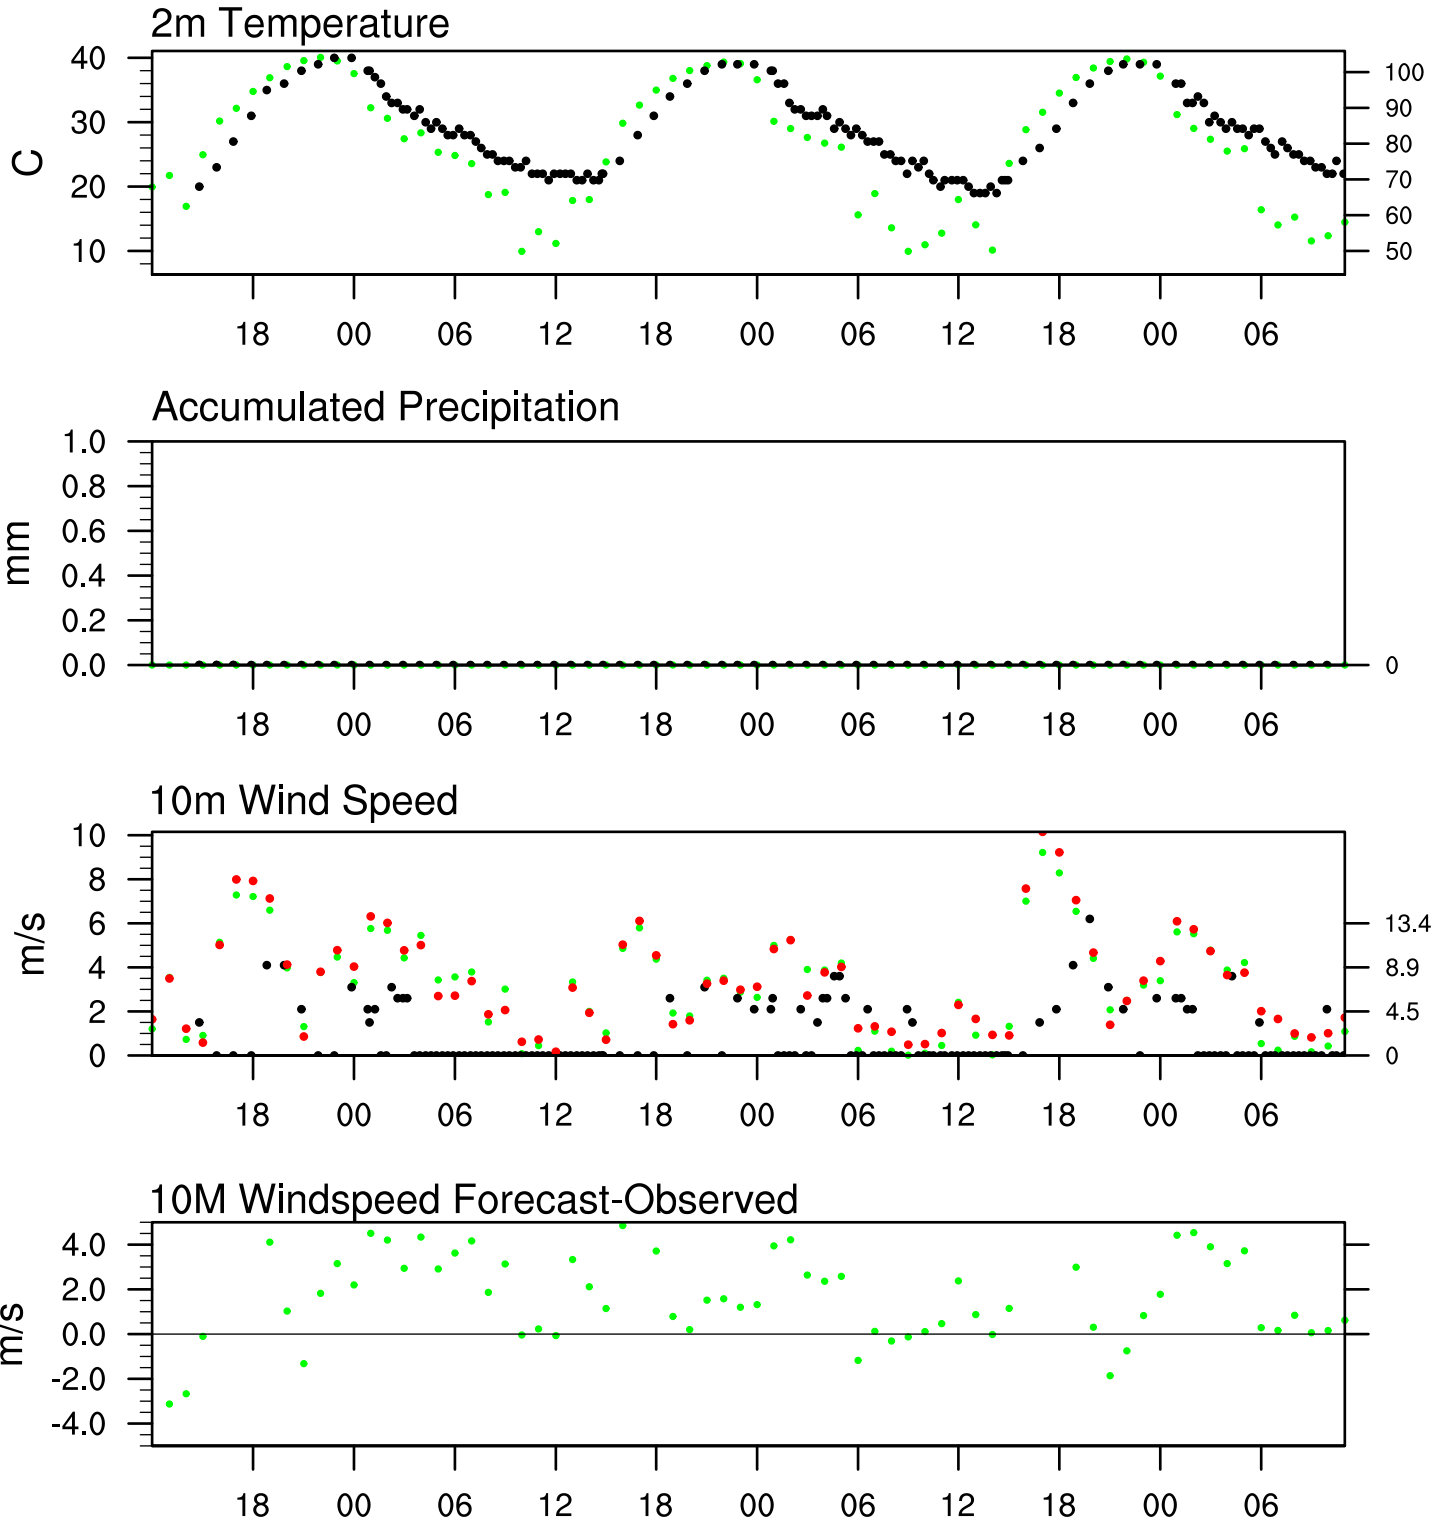 2m Temperature
C
40
30
20
10
100
90
80
70
60
50
18 00 06 12 18 00 06 12 18 00 06
Accumulated Precipitation
mm
1.0
0.8
0.6
0.4
0.2
0.0
0
18 00 06 12 18 00 06 12 18 00 06
10m Wind Speed
m/s
10
8
6
4
2
0
13.4
8.9
4.5
0
18 00 06 12 18 00 06 12 18 00 06
10M Windspeed Forecast-Observed
m/s
4.0
2.0
0.0
-2.0
-4.0
18 00 06 12 18 00 06 12 18 00 06